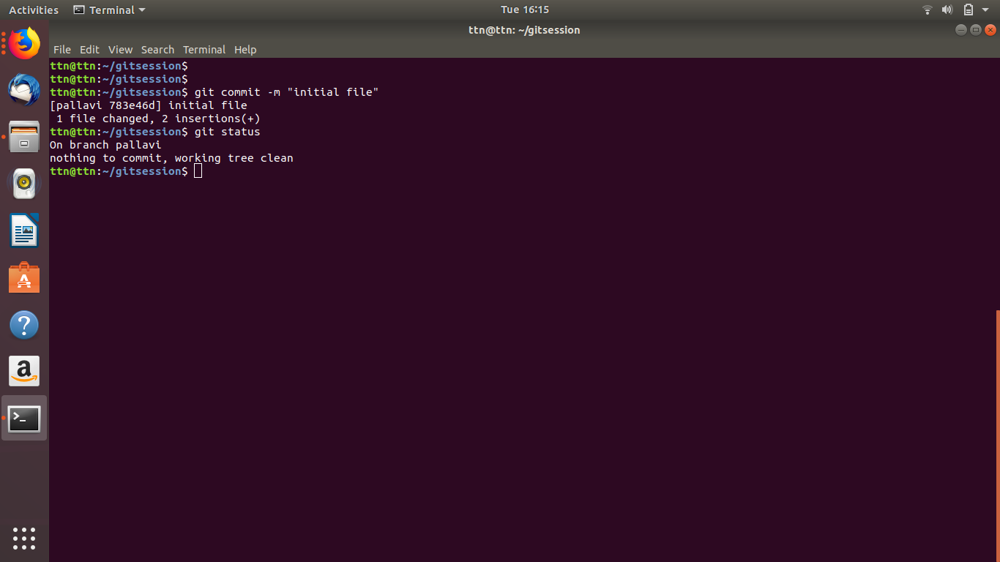 Activities Terminal Tue 16:15
ttn@ttn: ~/gitsession
File Edit View Search Terminal Help
ttn@ttn:~/gitsession$
ttn@ttn:~/gitsession$
ttn@ttn:~/gitsession$ git commit -m "initial file"
[pallavi 783e46d] initial file
 1 file changed, 2 insertions(+)
ttn@ttn:~/gitsession$ git status
On branch pallavi
nothing to commit, working tree clean
ttn@ttn:~/gitsession$